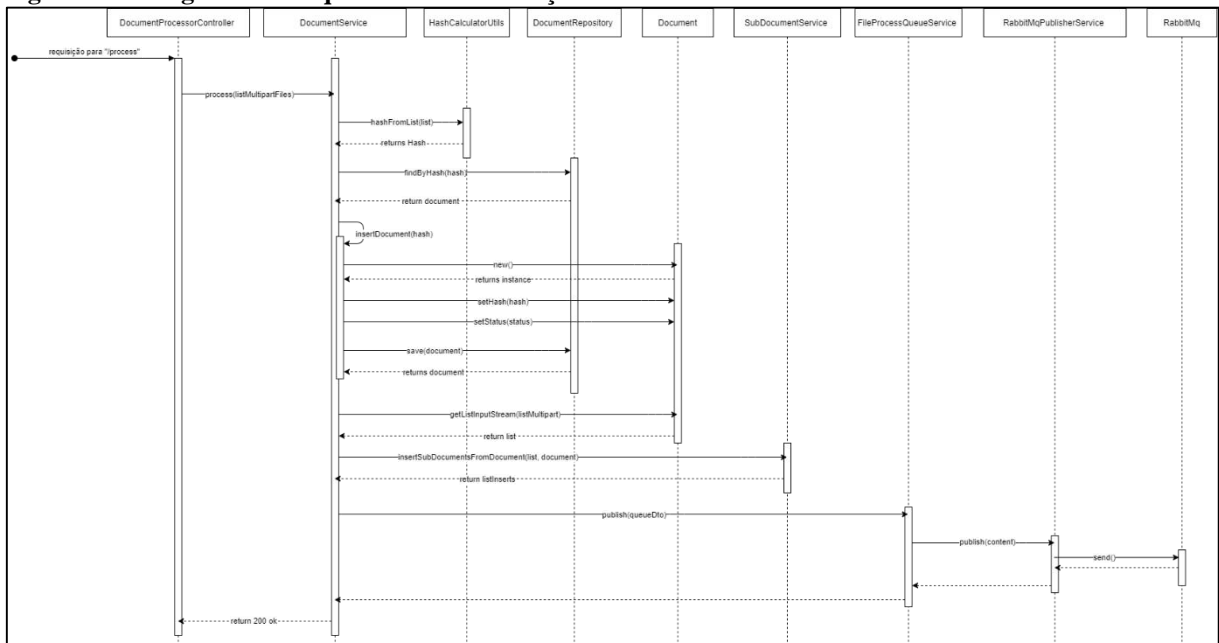 DocumentProcessorController
DocumentService
HashCalculatorUtils
DocumentRepository
Document
SubDocumentService
FileProcessQueueService
RabbitMqPublisherService
RabbitMq
requisição para "/process"
process(listMultipartFiles)
hashFromList(list)
returns Hash
findByHash(hash)
return document
insertDocument(hash)
new()
returns instance
setHash(hash)
setStatus(status)
save(document)
returns document
getListInputStream(listMultipart)
return list
insertSubDocumentsFromDocument(list, document)
return listInserts
publish(queueDto)
publish(content)
send()
return 200 ok